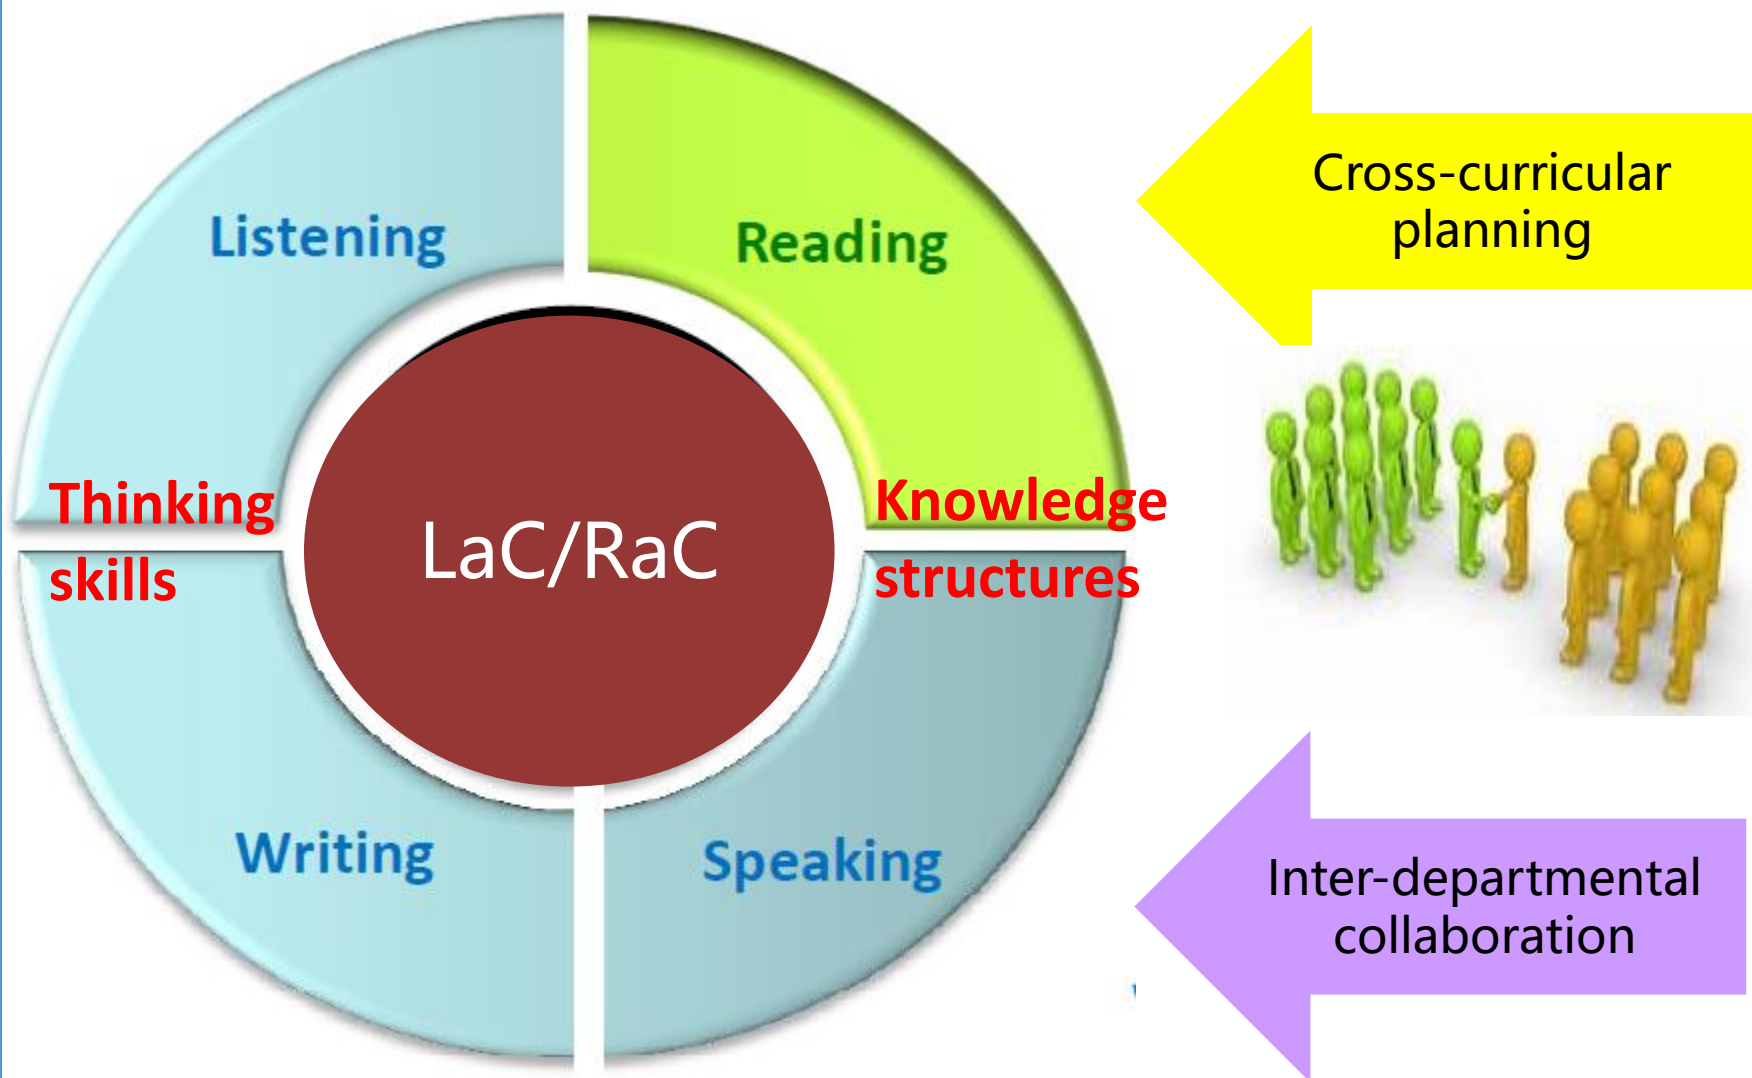 Listening
Reading
Cross-curricular
planning
Thinking
skills
LaC/RaC
Knowledge
structures
Writing
Speaking
Inter-departmental
collaboration